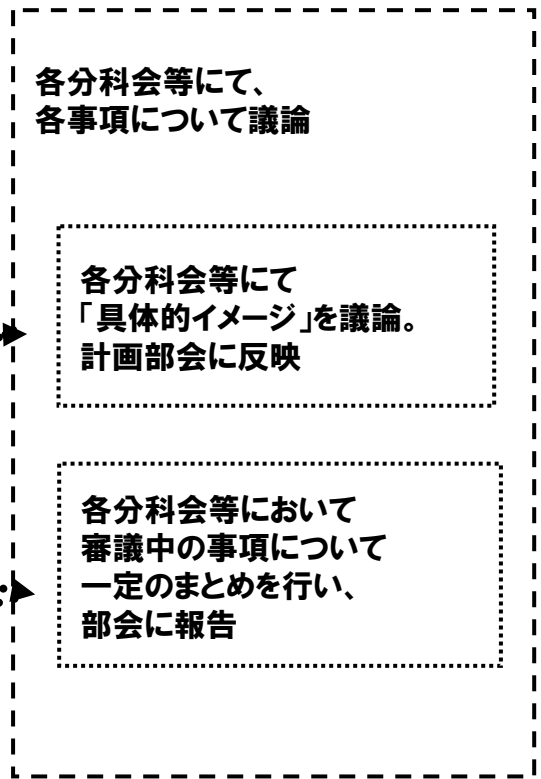 各分科会等にて、
各事項について議論
各分科会等にて
「具体的イメージ」を議論。
計画部会に反映
各分科会等において
審議中の事項について
一定のまとめを行い、
部会に報告